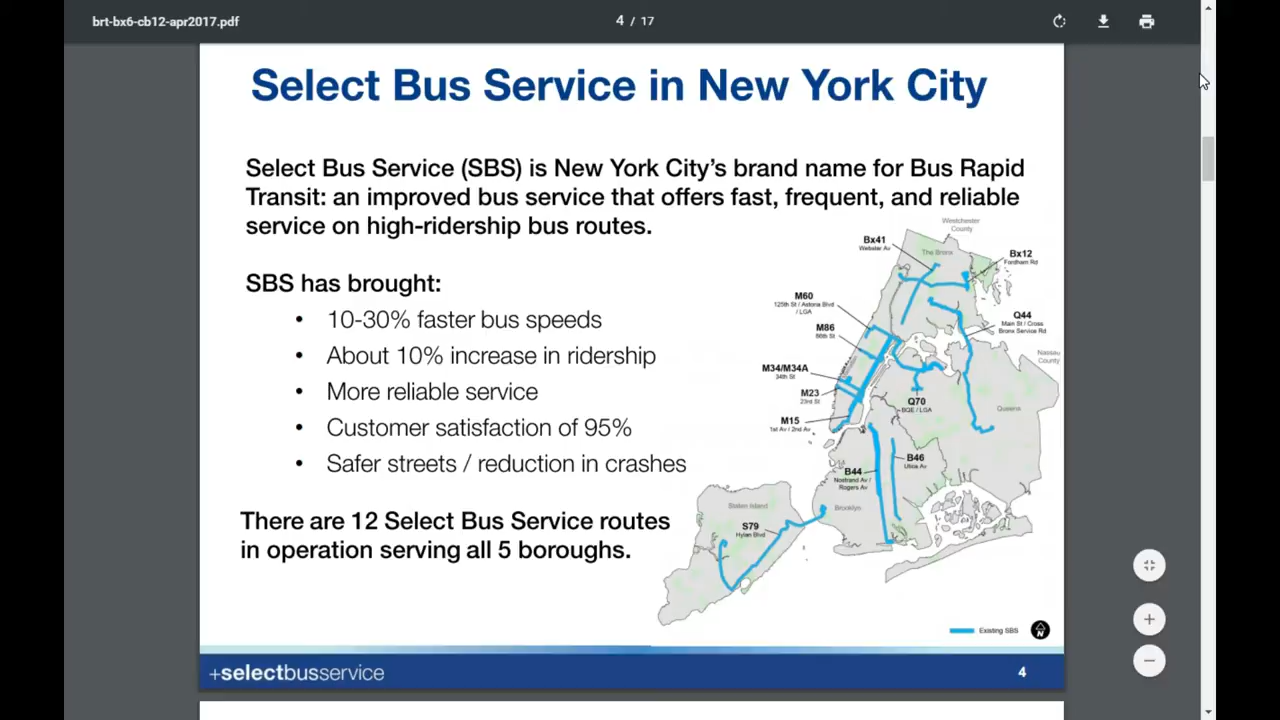 brt-bx6-cb12-apr2017.pdf
4 / 17
Select Bus Service in New York City
Select Bus Service (SBS) is New York City's brand name for Bus Rapid
Transit: an improved bus service that offers fast, frequent, and reliable
service on high-ridership bus routes.
SBS has brought:
• 10-30% faster bus speeds
• About 10% increase in ridership
• More reliable service
• Customer satisfaction of 95%
• Safer streets / reduction in crashes
There are 12 Select Bus Service routes
in operation serving all 5 boroughs.
Westchester
County
Bx41
Webster Av
The Bronx
Bx12
Fordham Rd
M60
125th St / Astoria Blvd
/ LGA
Q44
Main St / Cross
Bronx Service Rd
M86
86th St
Nassau
County
M34/M34A
34th St
M23
23rd St
Q70
BQE / LGA
Queens
M15
1st Av / 2nd Av
B46
Utica Av
B44
Nostrand Av /
Rogers Av
Brooklyn
Staten Island
S79
Hylan Blvd
Existing SBS
N
+selectbusservice
4